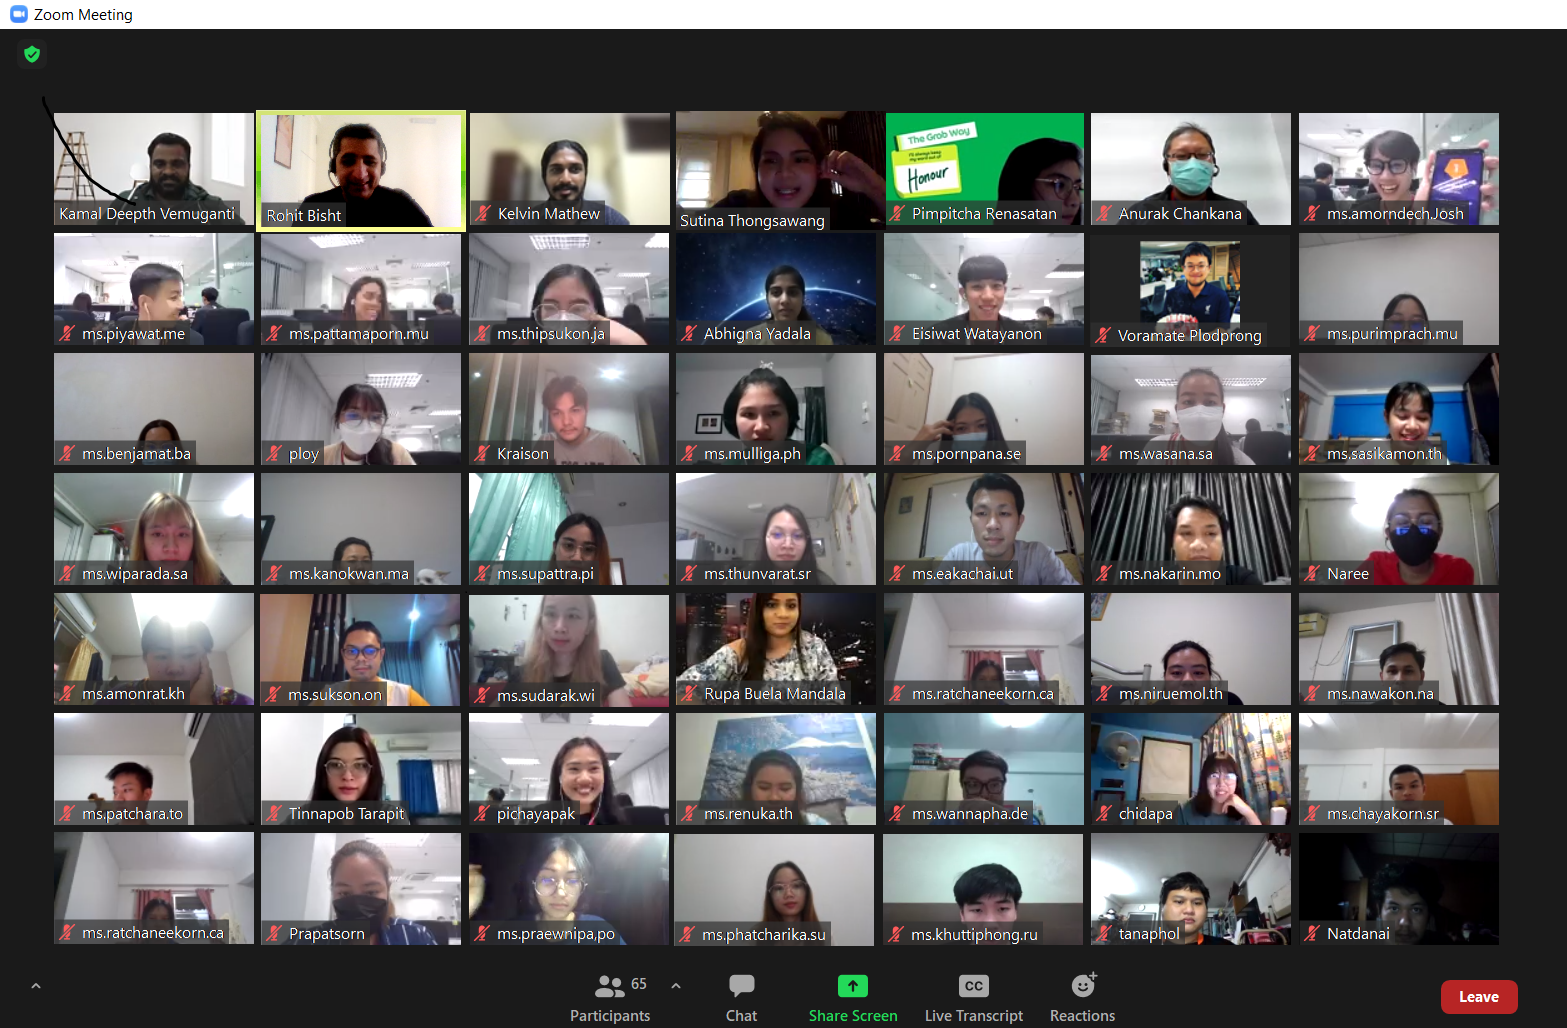 Zoom Meeting
Kamal Deepth Vemuganti
Rohit Bisht
Kelvin Mathew
Sutina Thongsawang
The Grab Way
Honour
Pimpitcha Renasatan
Anurak Chankana
ms.amorndech.Josh
ms.piyawat.me
ms.pattamaporn.mu
ms.thipsukon.ja
Abhigna Yadala
Eisiwat Watayanon
Voramate Plodprong
ms.purimprach.mu
ms.benjamat.ba
ploy
Kraison
ms.mulliga.ph
ms.pornpana.se
ms.wasana.sa
ms.sasikamon.th
ms.wiparada.sa
ms.kanokwan.ma
ms.supattra.pi
ms.thunvarat.sr
ms.eakachai.ut
ms.nakarin.mo
Naree
ms.amonrat.kh
ms.sukson.on
ms.sudarak.wi
Rupa Buela Mandala
ms.ratchaneekorn.ca
ms.niruemol.th
ms.nawakon.na
ms.patchara.to
Tinnapob Tarapit
pichayapak
ms.renuka.th
ms.wannapha.de
chidapa
ms.chayakorn.sr
ms.ratchaneekorn.ca
Prapatsorn
ms.praewnipa.po
ms.phatcharika.su
ms.khuttiphong.ru
tanaphol
Natdanai
65
Participants
Chat
Share Screen
CC
Live Transcript
Reactions
Leave